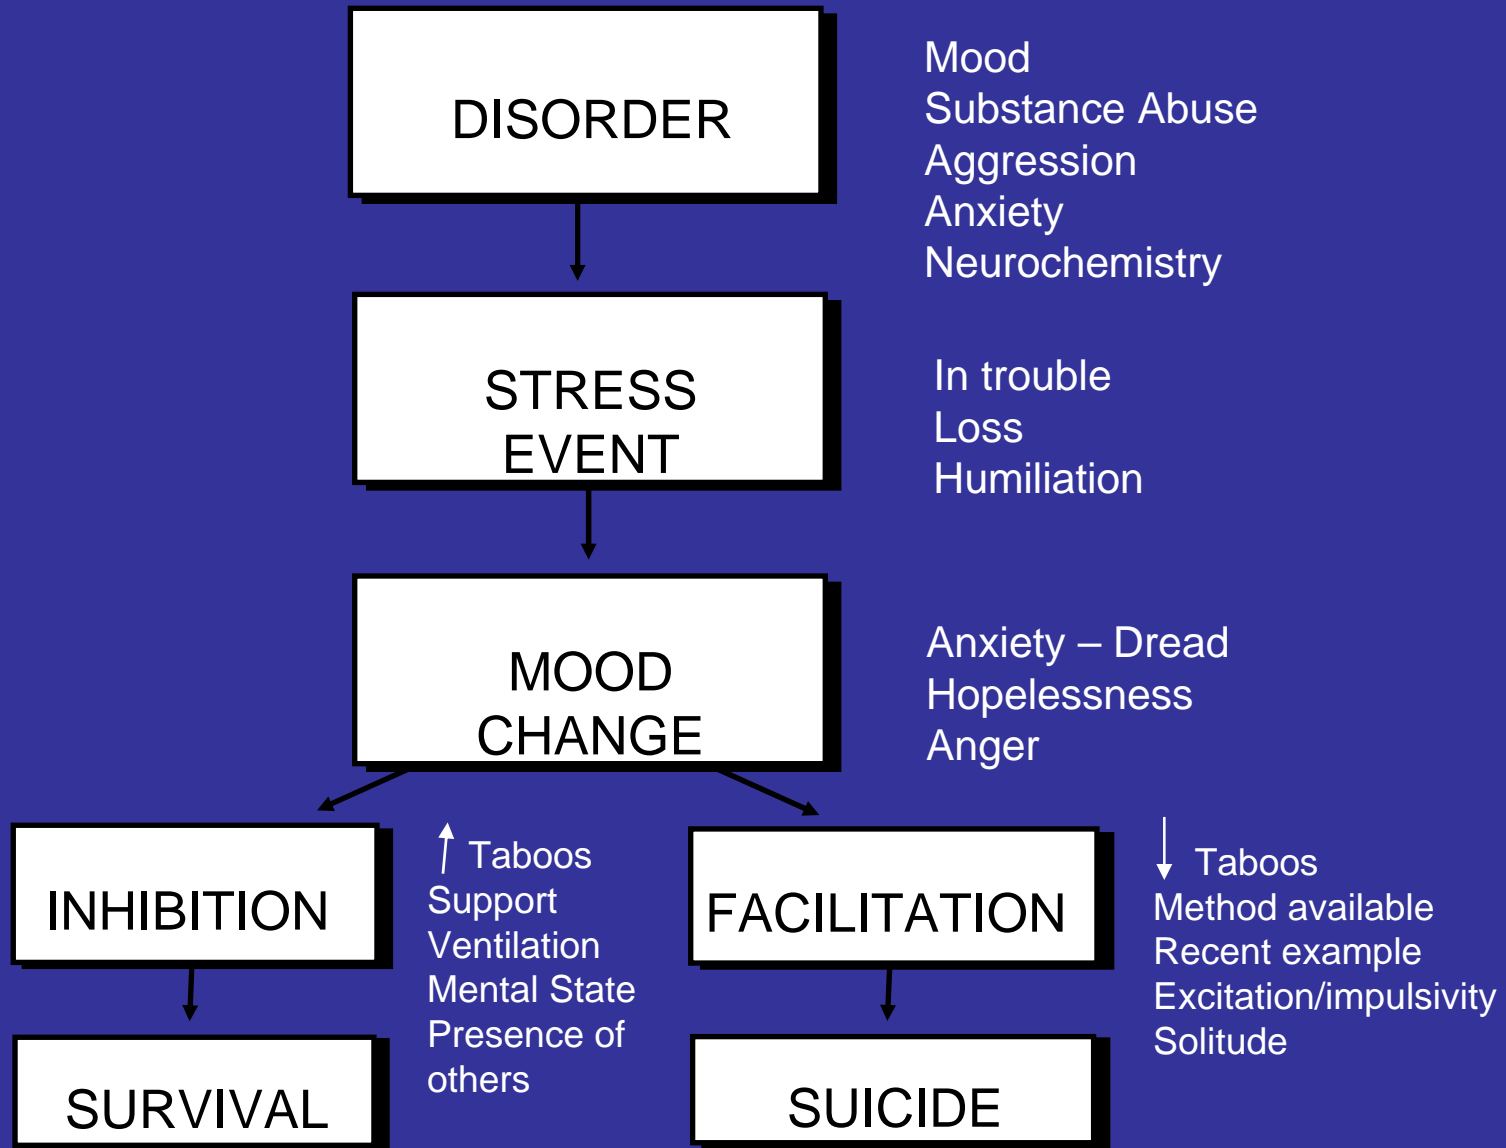 DISORDER
Mood
Substance Abuse
Aggression
Anxiety
Neurochemistry
STRESS
EVENT
In trouble
Loss
Humiliation
MOOD
CHANGE
Anxiety – Dread
Hopelessness
Anger
INHIBITION
↑ Taboos
Support
Ventilation
Mental State
Presence of
others
FACILITATION
↓ Taboos
Method available
Recent example
Excitation/impulsivity
Solitude
SURVIVAL
SUICIDE